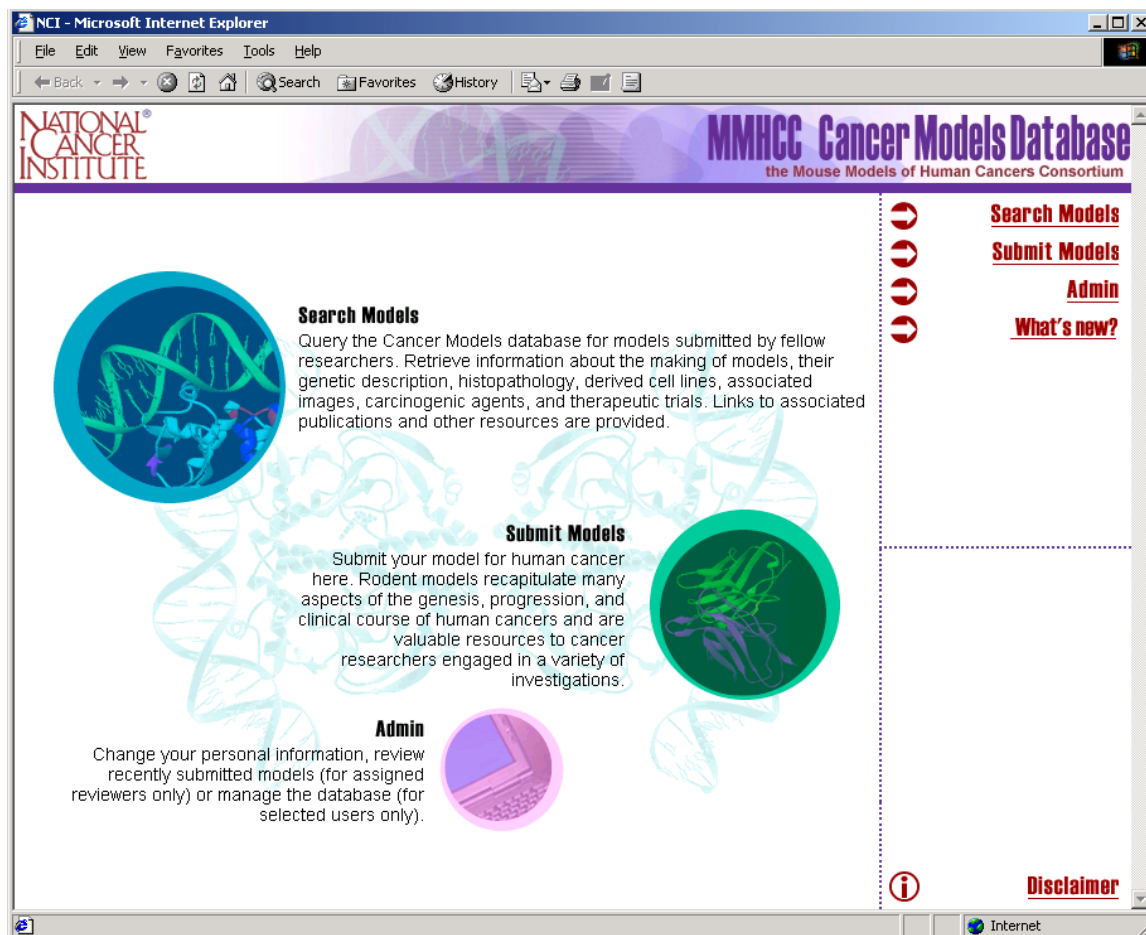 NCI - Microsoft Internet Explorer
File Edit View Favorites Tools Help
Back Search Favorites History
NATIONAL®
CANCER
INSTITUTE
MMHCC Cancer Models Database
the Mouse Models of Human Cancers Consortium
Search Models
Submit Models
Admin
What's new?
Search Models
Query the Cancer Models database for models submitted by fellow
researchers. Retrieve information about the making of models, their
genetic description, histopathology, derived cell lines, associated
images, carcinogenic agents, and therapeutic trials. Links to associated
publications and other resources are provided.
Submit Models
Submit your model for human cancer
here. Rodent models recapitulate many
aspects of the genesis, progression, and
clinical course of human cancers and are
valuable resources to cancer
researchers engaged in a variety of
investigations.
Admin
Change your personal information, review
recently submitted models (for assigned
reviewers only) or manage the database (for
selected users only).
Disclaimer
Internet